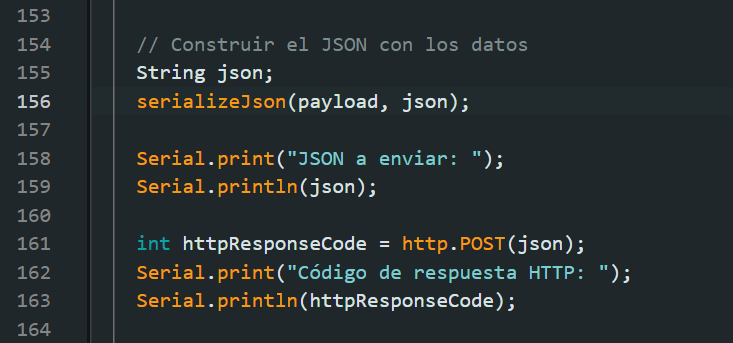 153
154 // Construir el JSON con los datos
155 String json;
156 serializeJson(payload, json);
157
158 Serial.print("JSON a enviar: ");
159 Serial.println(json);
160
161 int httpResponseCode = http.POST(json);
162 Serial.print("Código de respuesta HTTP: ");
163 Serial.println(httpResponseCode);
164